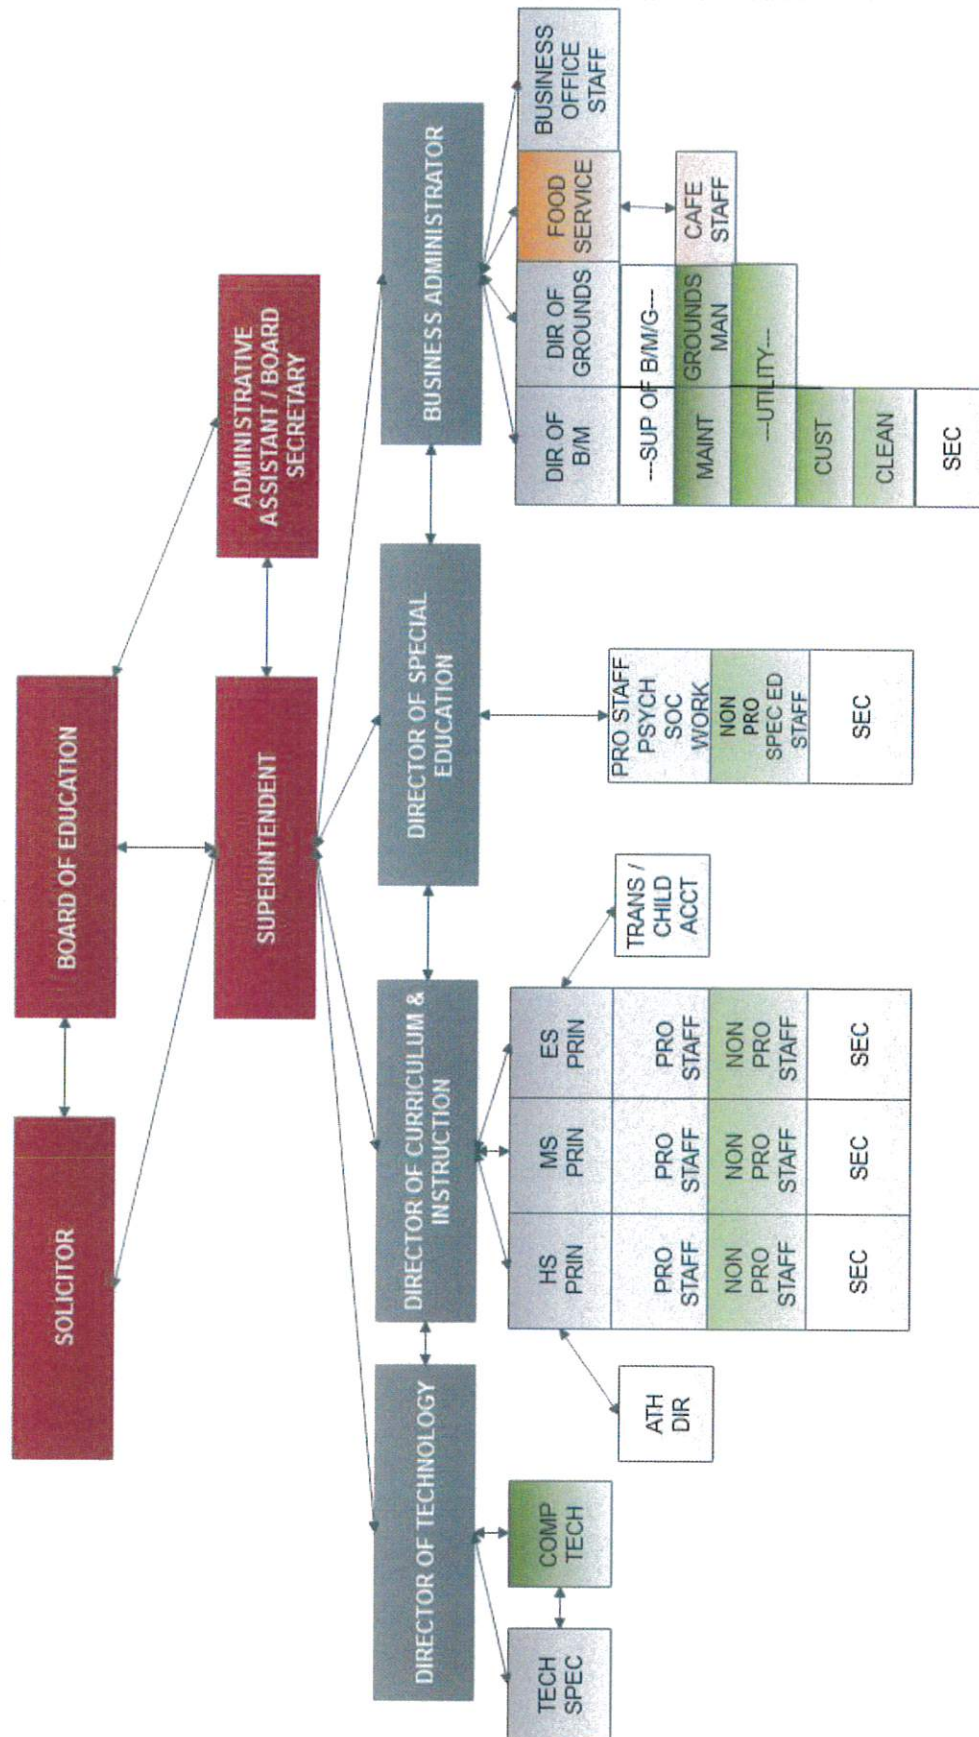 SOLICITOR
BOARD OF EDUCATION
SUPERINTENDENT
ADMINISTRATIVE
ASSISTANT / BOARD
SECRETARY
DIRECTOR OF TECHNOLOGY
DIRECTOR OF CURRICULUM &
INSTRUCTION
DIRECTOR OF SPECIAL
EDUCATION
BUSINESS ADMINISTRATOR
TECH
SPEC
COMP
TECH
ATH
DIR
HS
PRIN
PRO
STAFF
NON
PRO
STAFF
SEC
MS
PRIN
PRO
STAFF
NON
PRO
STAFF
SEC
ES
PRIN
PRO
STAFF
NON
PRO
STAFF
SEC
TRANS /
CHILD
ACCT
PRO STAFF
PSYCH
SOC
WORK
NON
PRO
SPEC ED
STAFF
SEC
DIR OF
B/M
DIR OF
GROUNDS
FOOD
SERVICE
BUSINESS
OFFICE
STAFF
---SUP OF B/M/G---
MAINT
GROUNDS
MAN
CAFE
STAFF
---UTILITY---
CUST
CLEAN
SEC